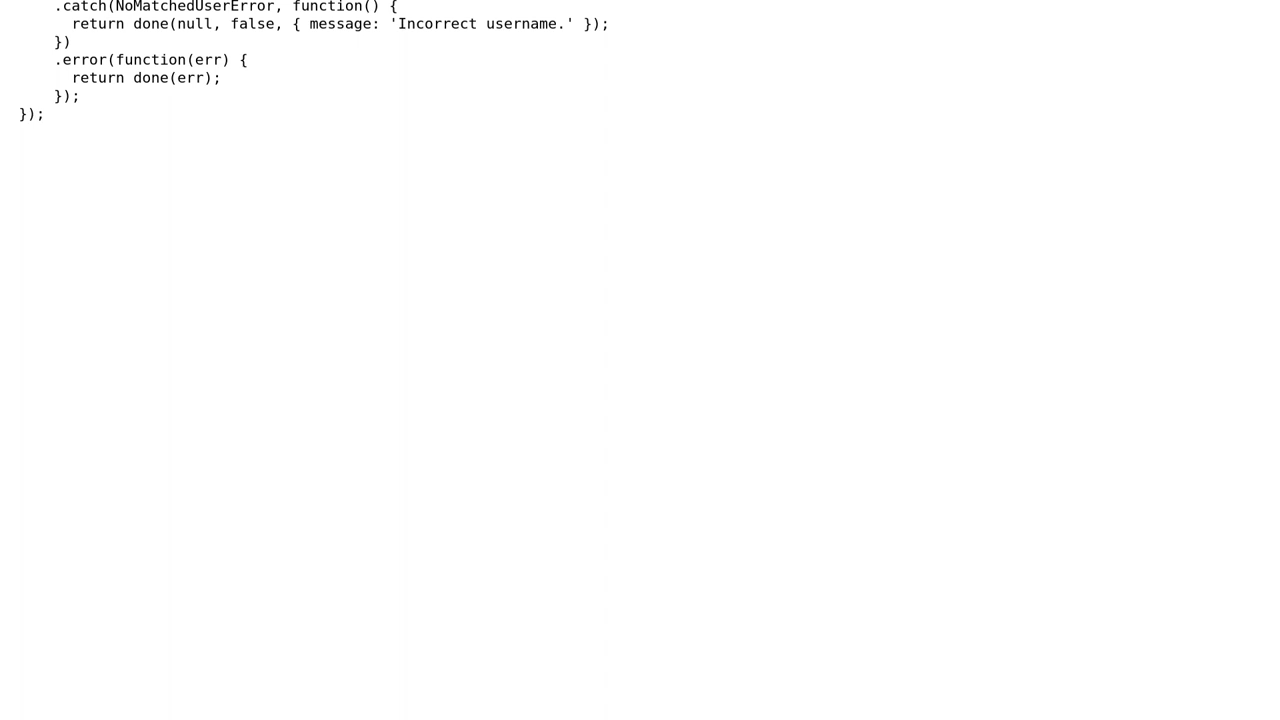 .catch(NoMatchedUserError, function() {
      return done(null, false, { message: 'Incorrect username.' });
    })
    .error(function(err) {
      return done(err);
    });
});